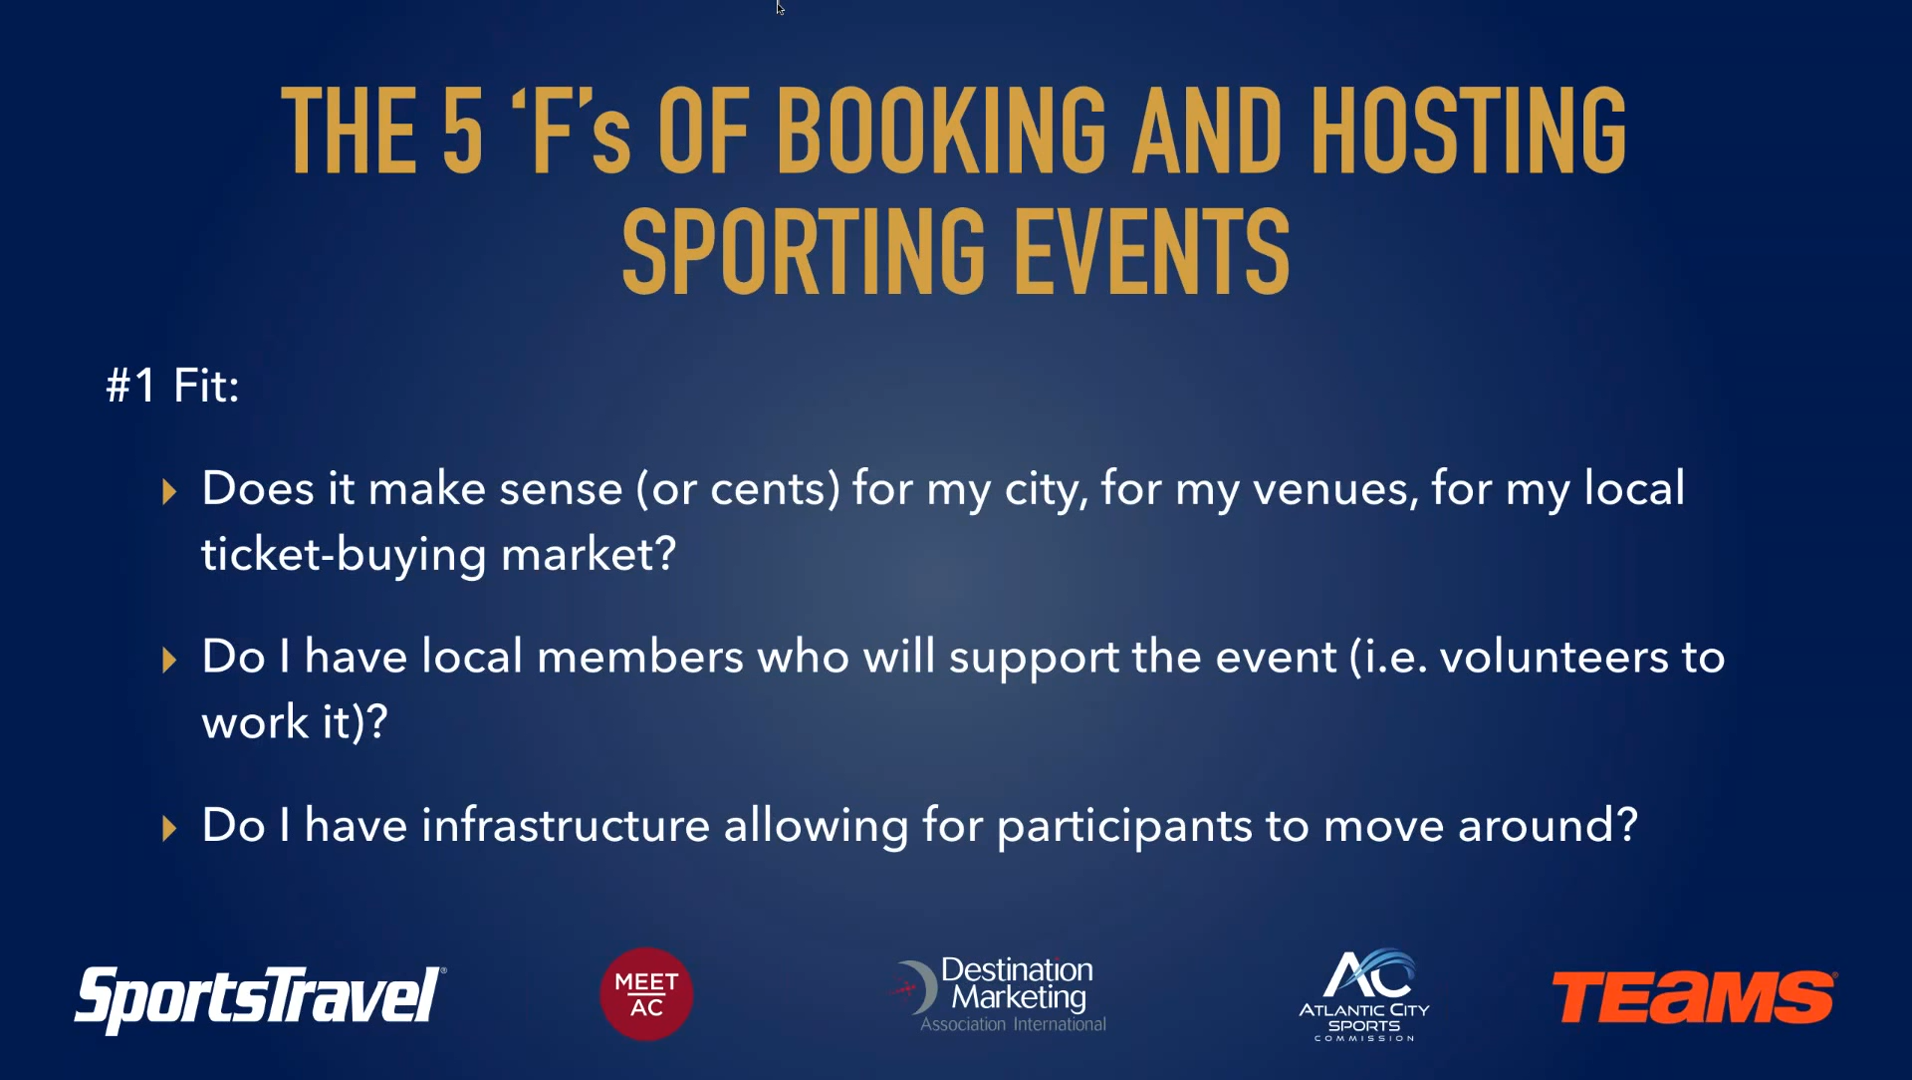 THE 5 ‘F’s OF BOOKING AND HOSTING
SPORTING EVENTS
#1 Fit:
Does it make sense (or cents) for my city, for my venues, for my local
ticket-buying market?
Do I have local members who will support the event (i.e. volunteers to
work it)?
Do I have infrastructure allowing for participants to move around?
SportsTravel®
MEET
AC
Destination
Marketing
Association International
AC
ATLANTIC CITY
SPORTS
COMMISSION
TEAMS®